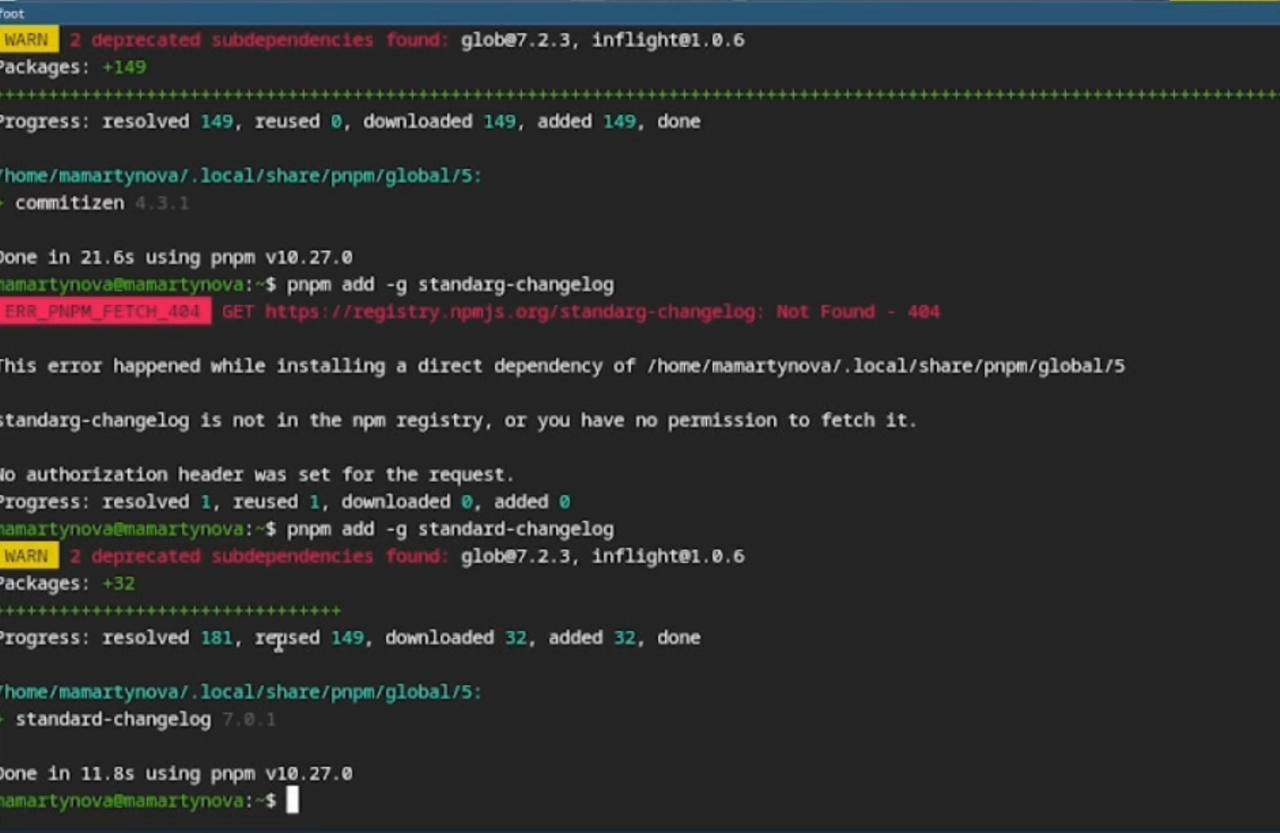 foot
WARN 2 deprecated subdependencies found: glob@7.2.3, inflight@1.0.6
Packages: +149
++++++++++++++++++++++++++++++++++++++++++++++++++++++++++++++++++++++++++++++++++++++++++++++++++++++++++++++++++++++
Progress: resolved 149, reused 0, downloaded 149, added 149, done
/home/mamartynova/.local/share/pnpm/global/5:
+ commitizen 4.3.1
Done in 21.6s using pnpm v10.27.0
mamartynova@mamartynova:~$ pnpm add -g standarg-changelog
ERR_PNPM_FETCH_404 GET https://registry.npmjs.org/standarg-changelog: Not Found - 404
This error happened while installing a direct dependency of /home/mamartynova/.local/share/pnpm/global/5
standarg-changelog is not in the npm registry, or you have no permission to fetch it.
No authorization header was set for the request.
Progress: resolved 1, reused 1, downloaded 0, added 0
mamartynova@mamartynova:~$ pnpm add -g standard-changelog
WARN 2 deprecated subdependencies found: glob@7.2.3, inflight@1.0.6
Packages: +32
++++++++++++++++++++++++++++++++
Progress: resolved 181, reused 149, downloaded 32, added 32, done
/home/mamartynova/.local/share/pnpm/global/5:
+ standard-changelog 7.0.1
Done in 11.8s using pnpm v10.27.0
mamartynova@mamartynova:~$